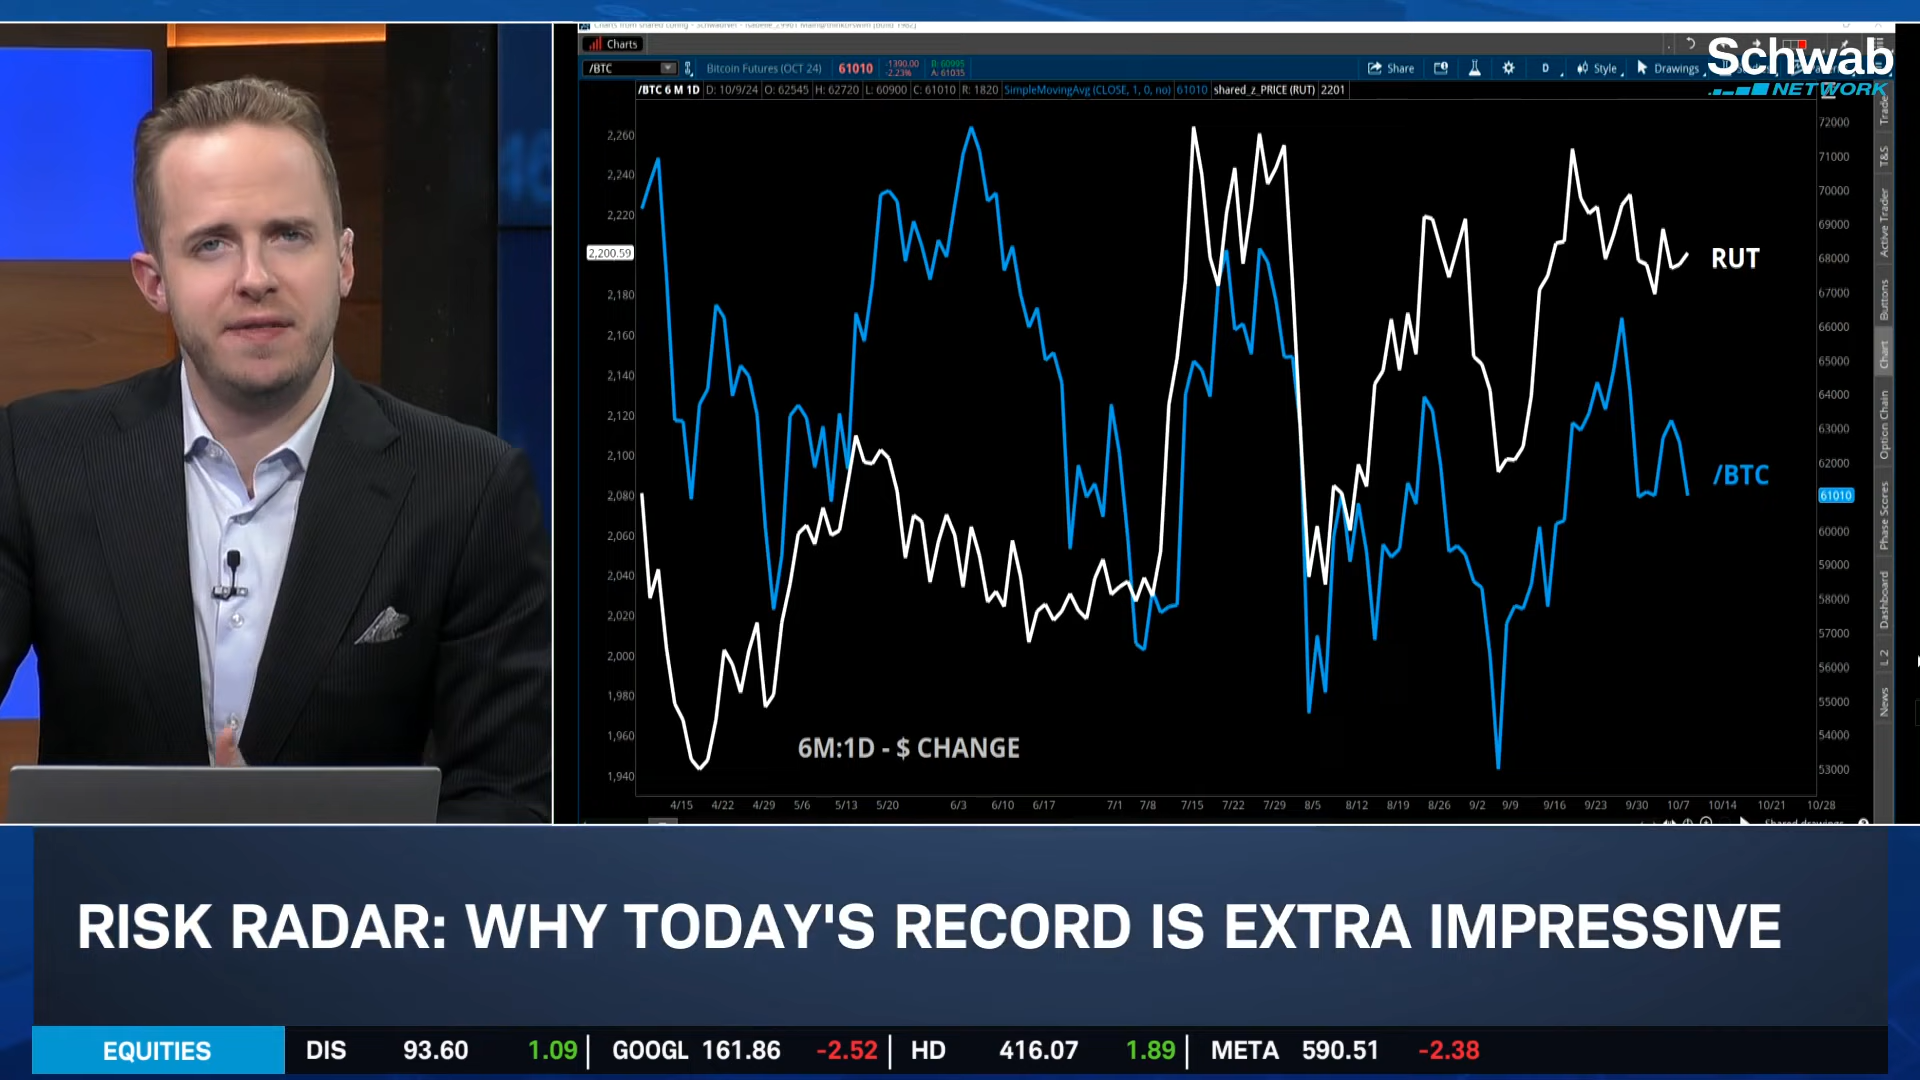 Charts
Schwab
NETWORK
/BTC
Bitcoin Futures (OCT 24)
61010
-1390.00
-2.23%
B: 60995
A: 61035
Share
D
Style
Drawings
/BTC 6 M 1D
D: 10/9/24
O: 62545
H: 62720
L: 60900
C: 61010
R: 1820
SimpleMovingAvg (CLOSE, 1, 0, no)
61010
shared_z_PRICE (RUT)
2201
2,260
2,240
2,220
2,200.59
2,180
2,160
2,140
2,120
2,100
2,080
2,060
2,040
2,020
2,000
1,980
1,960
1,940
72000
71000
70000
69000
68000
67000
66000
65000
64000
63000
62000
61010
60000
59000
58000
57000
56000
55000
54000
53000
RUT
/BTC
6M:1D - $ CHANGE
4/15 4/22 4/29 5/6 5/13 5/20 6/3 6/10 6/17 7/1 7/8 7/15 7/22 7/29 8/5 8/12 8/19 8/26 9/2 9/9 9/16 9/23 9/30 10/7 10/14 10/21 10/28
Trade
T&S
Active Trader
Buttons
Chart
Option Chain
Phase Scores
Dashboard
L 2
News
Shared drawings
RISK RADAR: WHY TODAY'S RECORD IS EXTRA IMPRESSIVE
EQUITIES DIS 93.60 1.09 GOOGL 161.86 -2.52 HD 416.07 1.89 META 590.51 -2.38